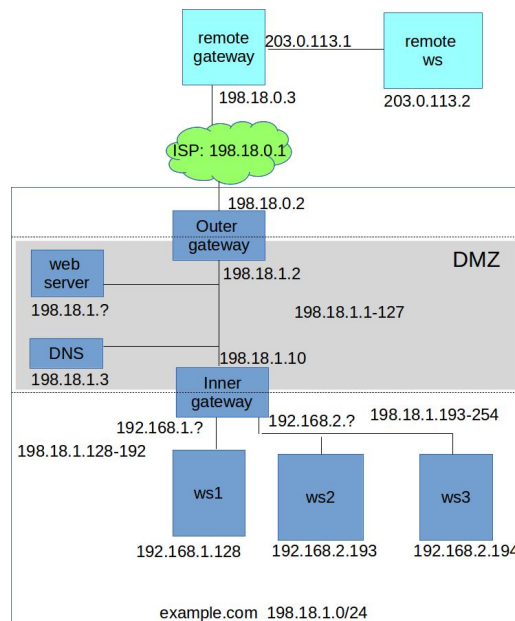 remote
gateway
203.0.113.1
remote
ws
198.18.0.3
203.0.113.2
ISP: 198.18.0.1
198.18.0.2
Outer
gateway
DMZ
web
server
198.18.1.2
198.18.1.?
198.18.1.1-127
DNS
198.18.1.10
198.18.1.3
Inner
gateway
192.168.1.?
192.168.2.?
198.18.1.193-254
198.18.1.128-192
ws1
ws2
ws3
192.168.1.128
192.168.2.193
192.168.2.194
example.com 198.18.1.0/24